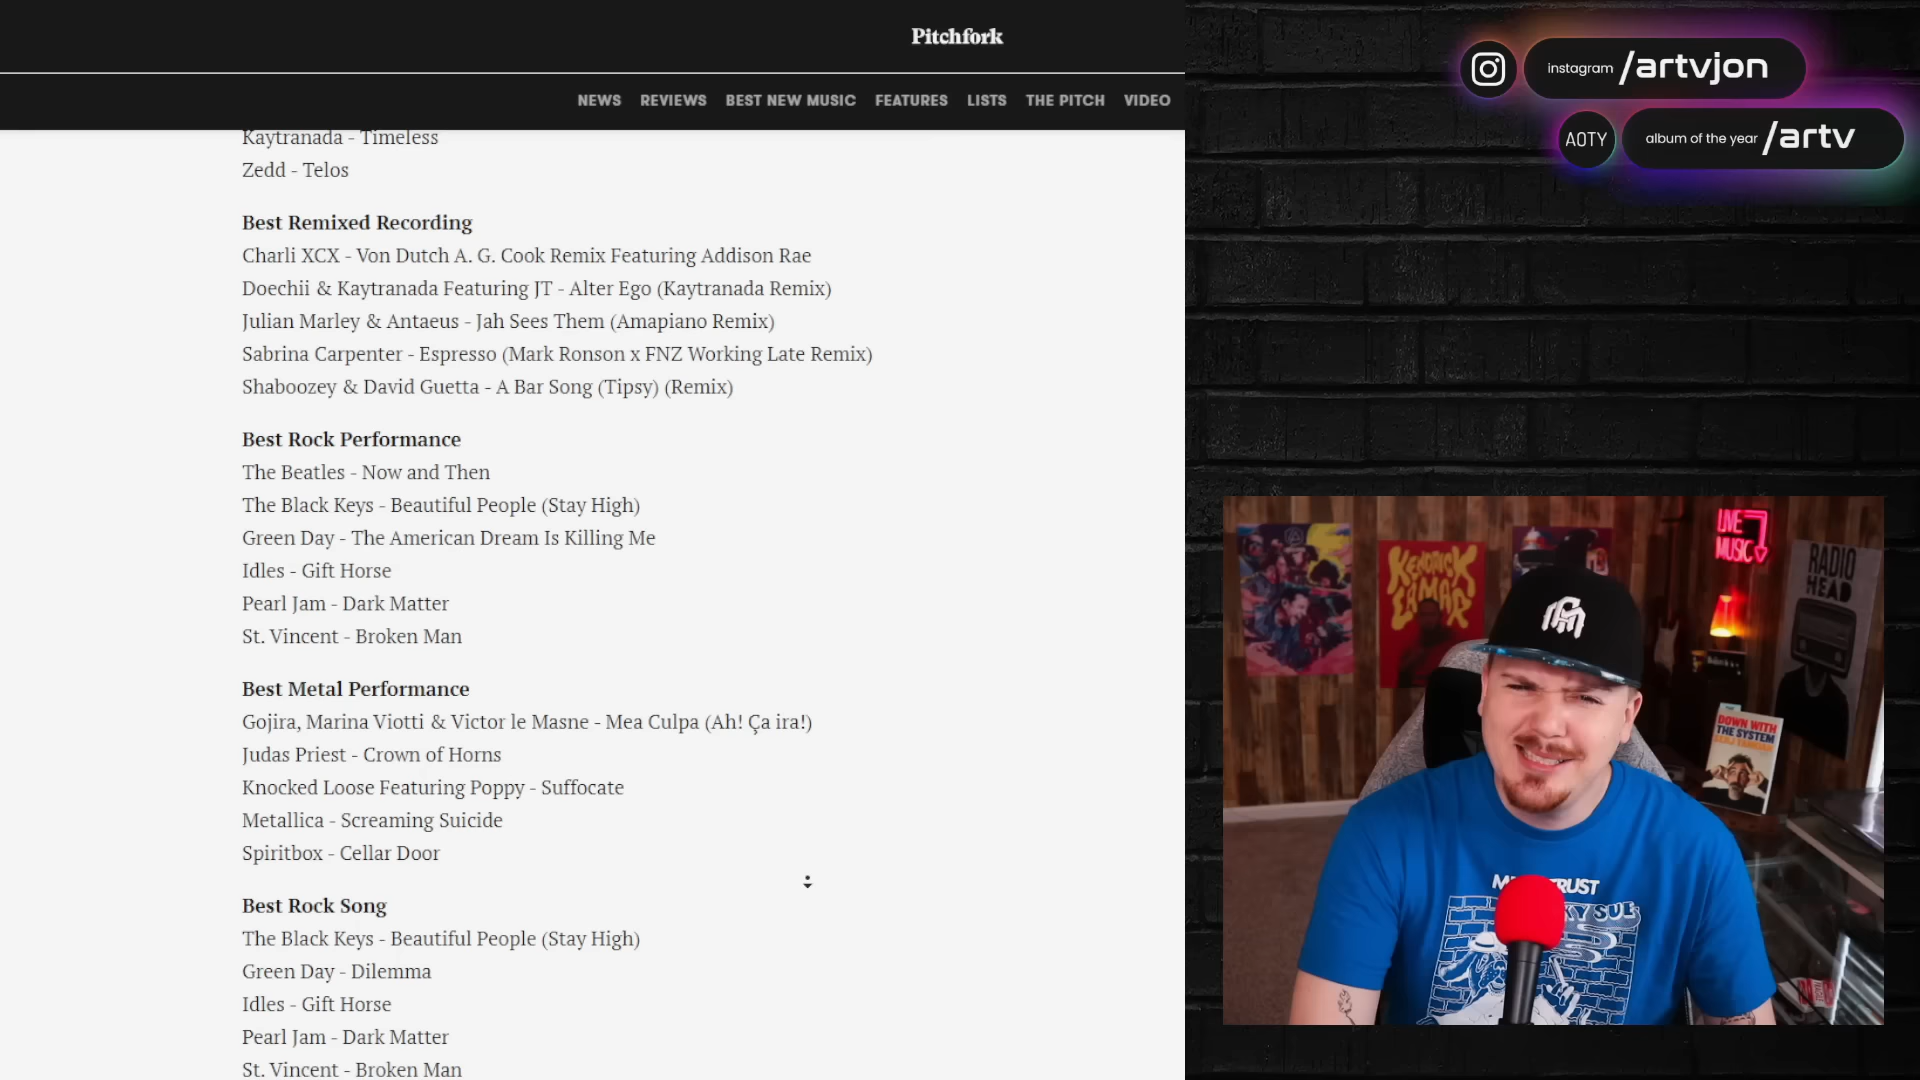 Pitchfork
NEWS REVIEWS BEST NEW MUSIC FEATURES LISTS THE PITCH VIDEO
Kaytranada - Timeless
Zedd - Telos
Best Remixed Recording
Charli XCX - Von Dutch A. G. Cook Remix Featuring Addison Rae
Doechii & Kaytranada Featuring JT - Alter Ego (Kaytranada Remix)
Julian Marley & Antaeus - Jah Sees Them (Amapiano Remix)
Sabrina Carpenter - Espresso (Mark Ronson x FNZ Working Late Remix)
Shaboozey & David Guetta - A Bar Song (Tipsy) (Remix)
Best Rock Performance
The Beatles - Now and Then
The Black Keys - Beautiful People (Stay High)
Green Day - The American Dream Is Killing Me
Idles - Gift Horse
Pearl Jam - Dark Matter
St. Vincent - Broken Man
Best Metal Performance
Gojira, Marina Viotti & Victor le Masne - Mea Culpa (Ah! Ça ira!)
Judas Priest - Crown of Horns
Knocked Loose Featuring Poppy - Suffocate
Metallica - Screaming Suicide
Spiritbox - Cellar Door
Best Rock Song
The Black Keys - Beautiful People (Stay High)
Green Day - Dilemma
Idles - Gift Horse
Pearl Jam - Dark Matter
St. Vincent - Broken Man
instagram /artvjon
AOTY album of the year /artv
LIVE
MUSIC
KENDRICK
LAMAR
RADIO
HEAD
DOWN WITH
THE SYSTEM